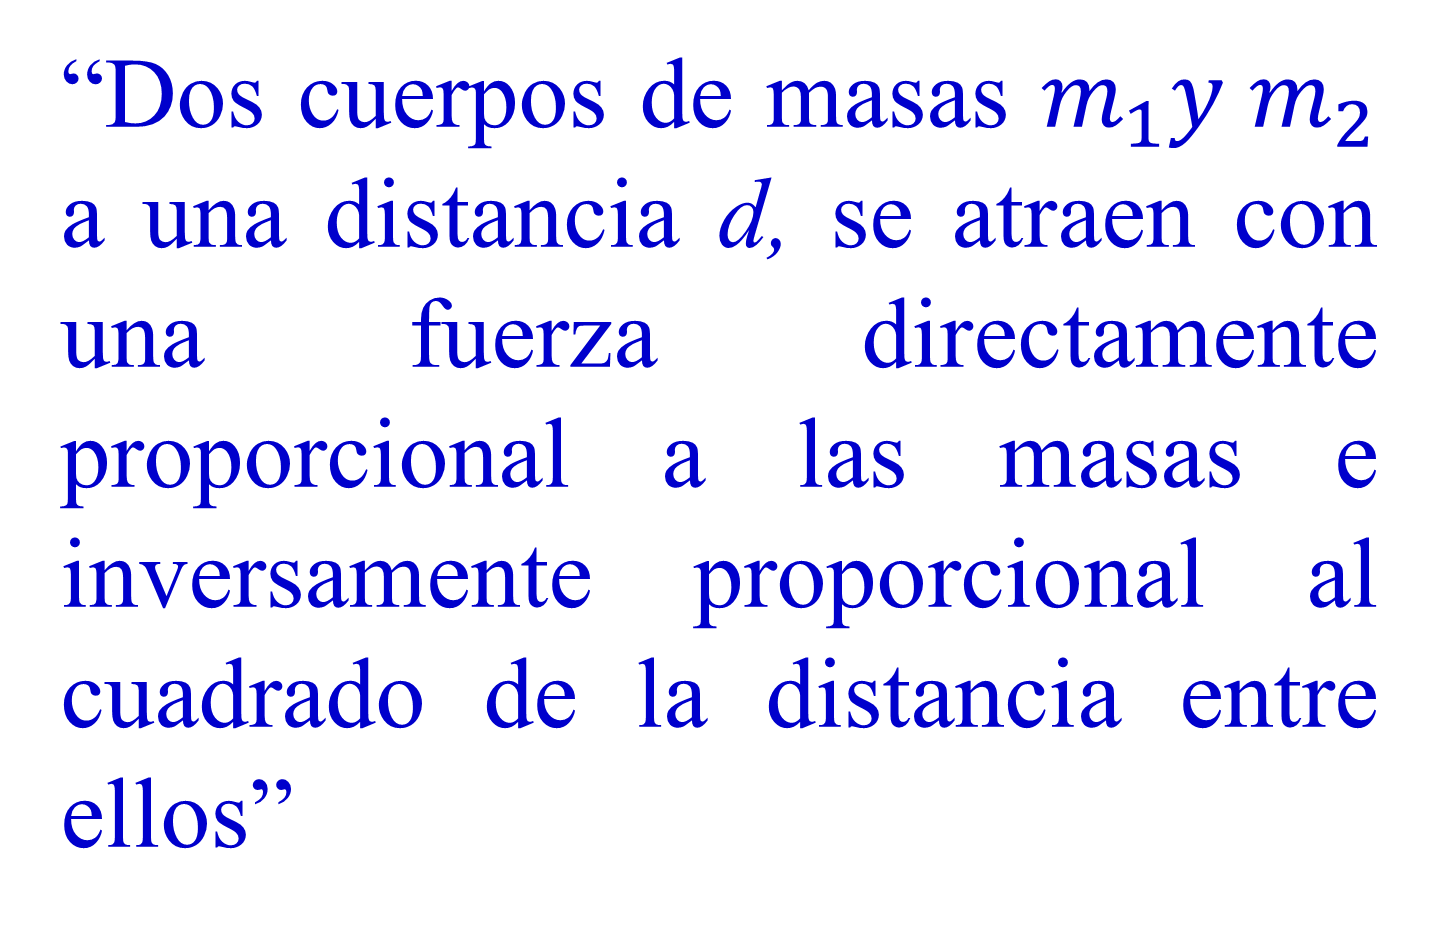 “Dos cuerpos de masas m₁y m₂
a una distancia d, se atraen con
una fuerza directamente
proporcional a las masas e
inversamente proporcional al
cuadrado de la distancia entre
ellos”